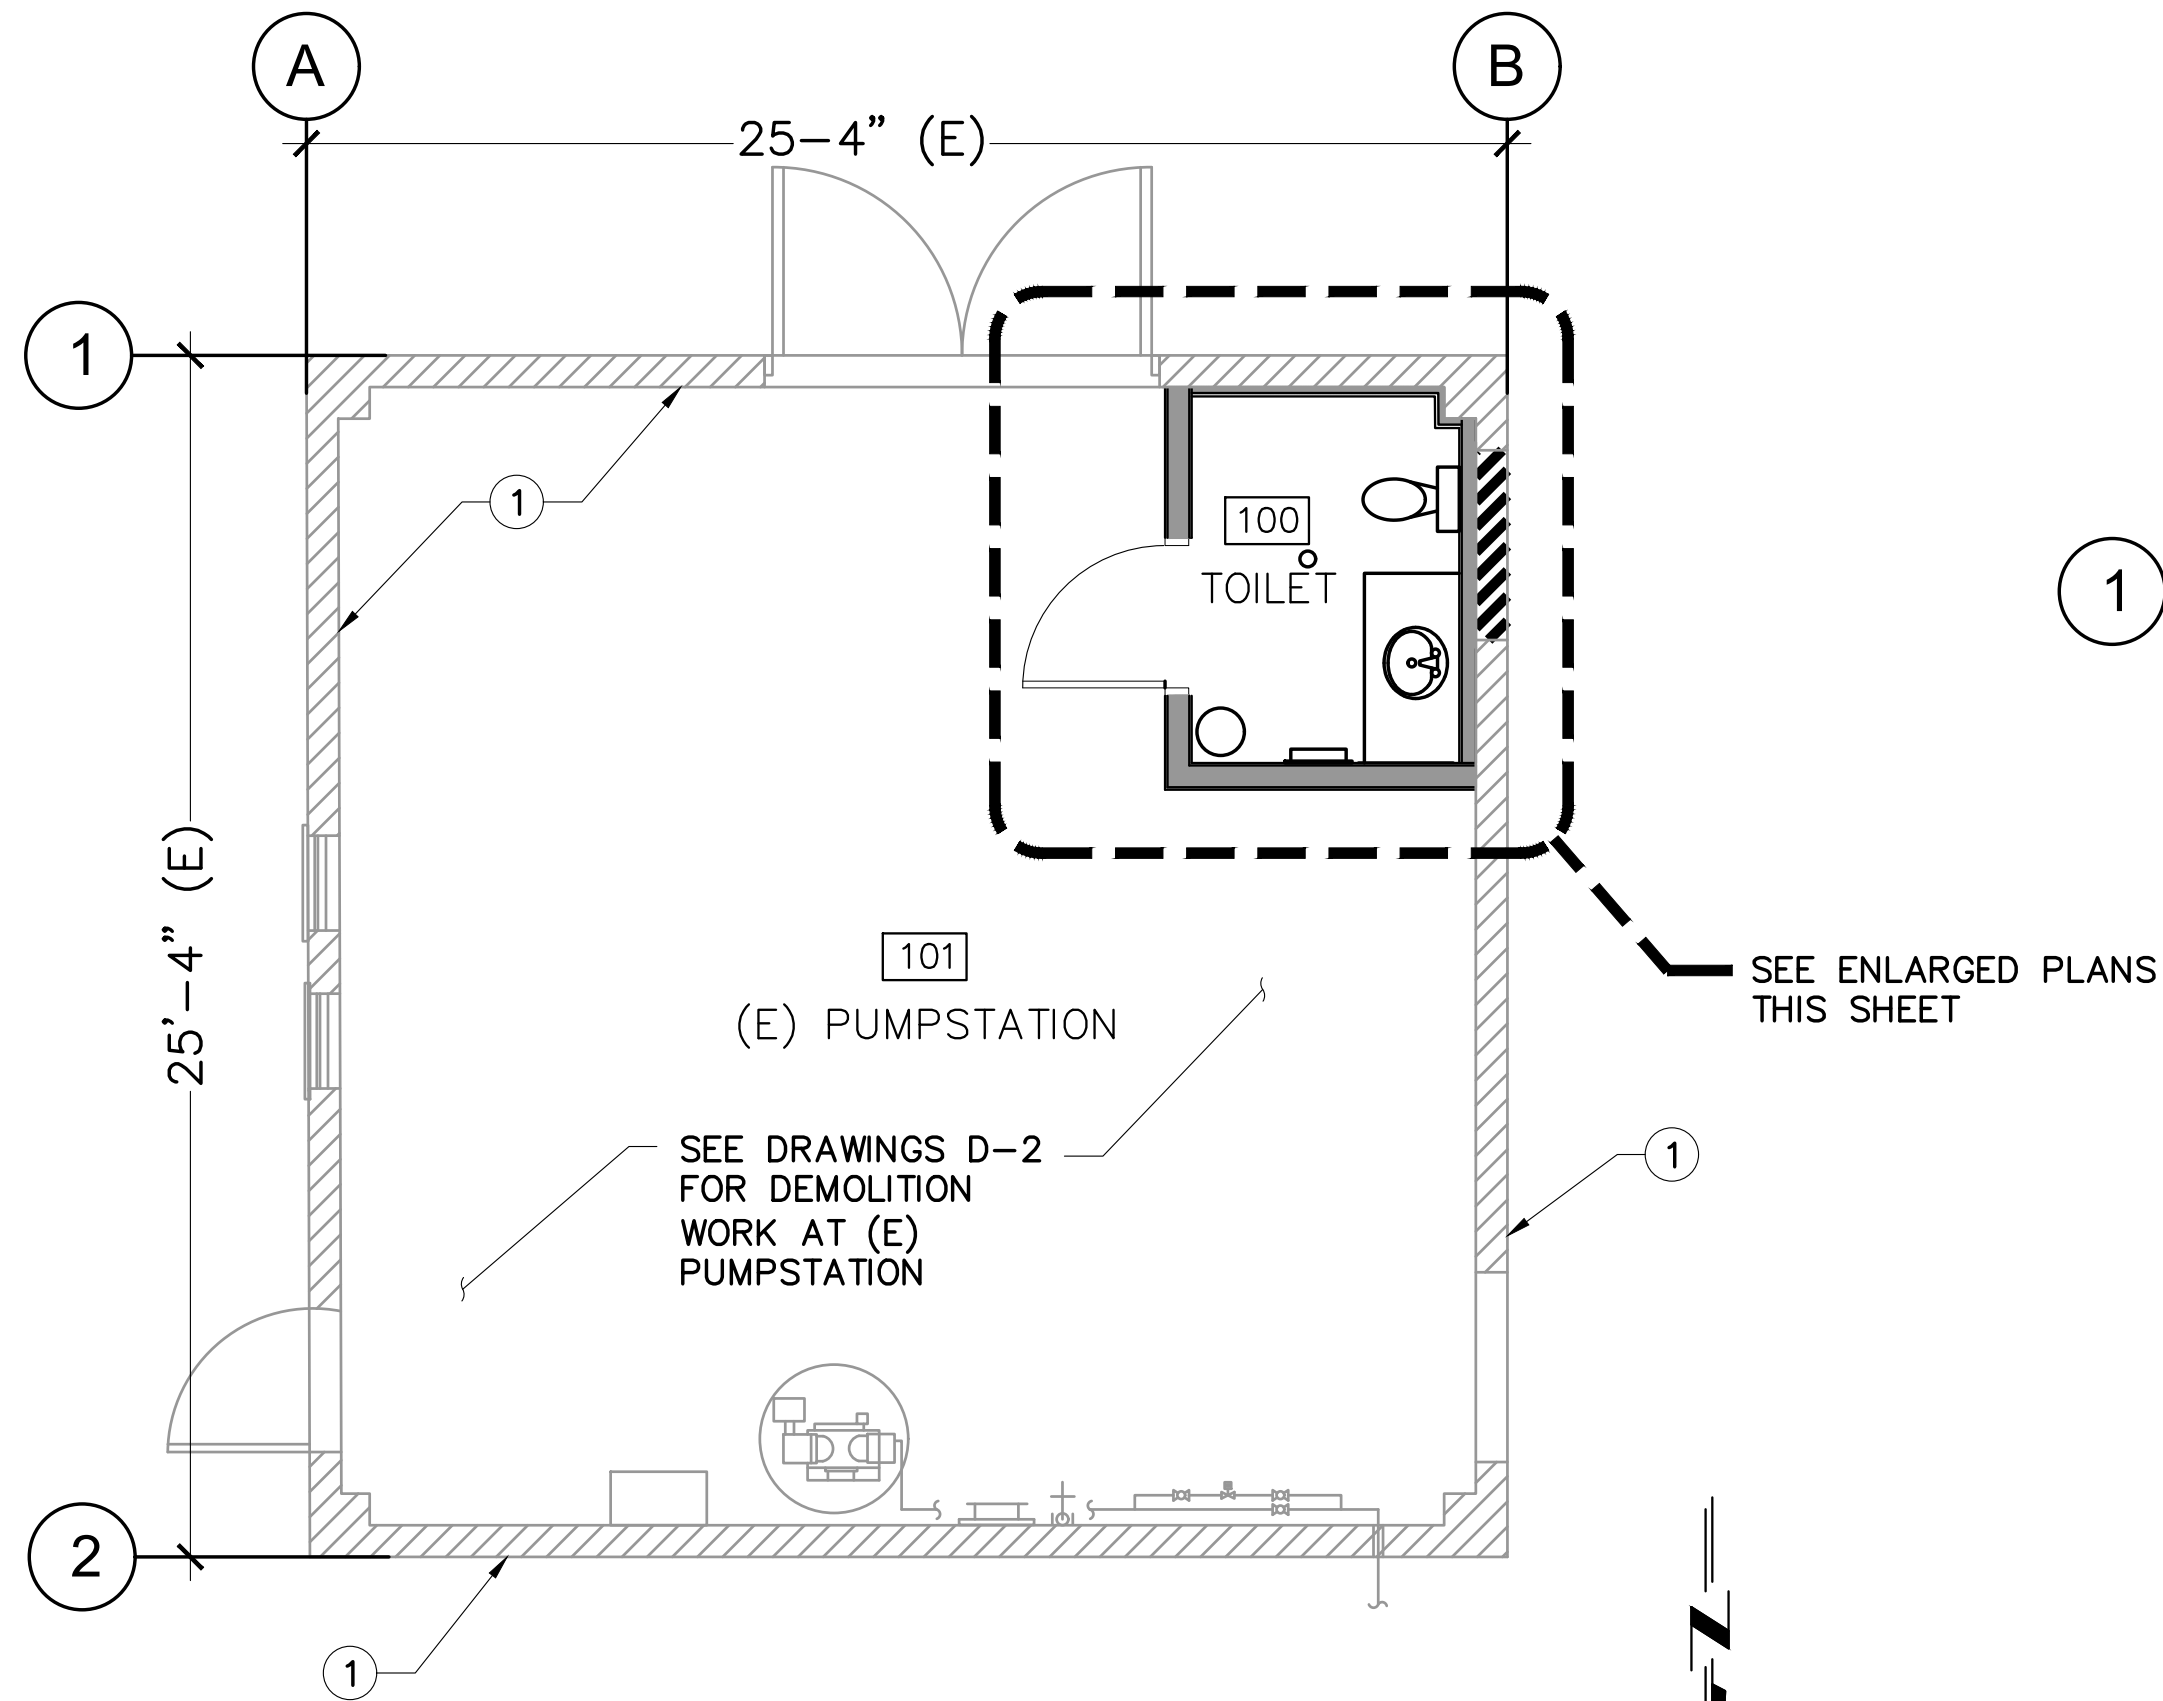 A
B
25-4" (E)
1
1
100
TOILET
1
25'-4" (E)
101
(E) PUMPSTATION
SEE ENLARGED PLANS
THIS SHEET
SEE DRAWINGS D-2
FOR DEMOLITION
WORK AT (E)
PUMPSTATION
1
2
1